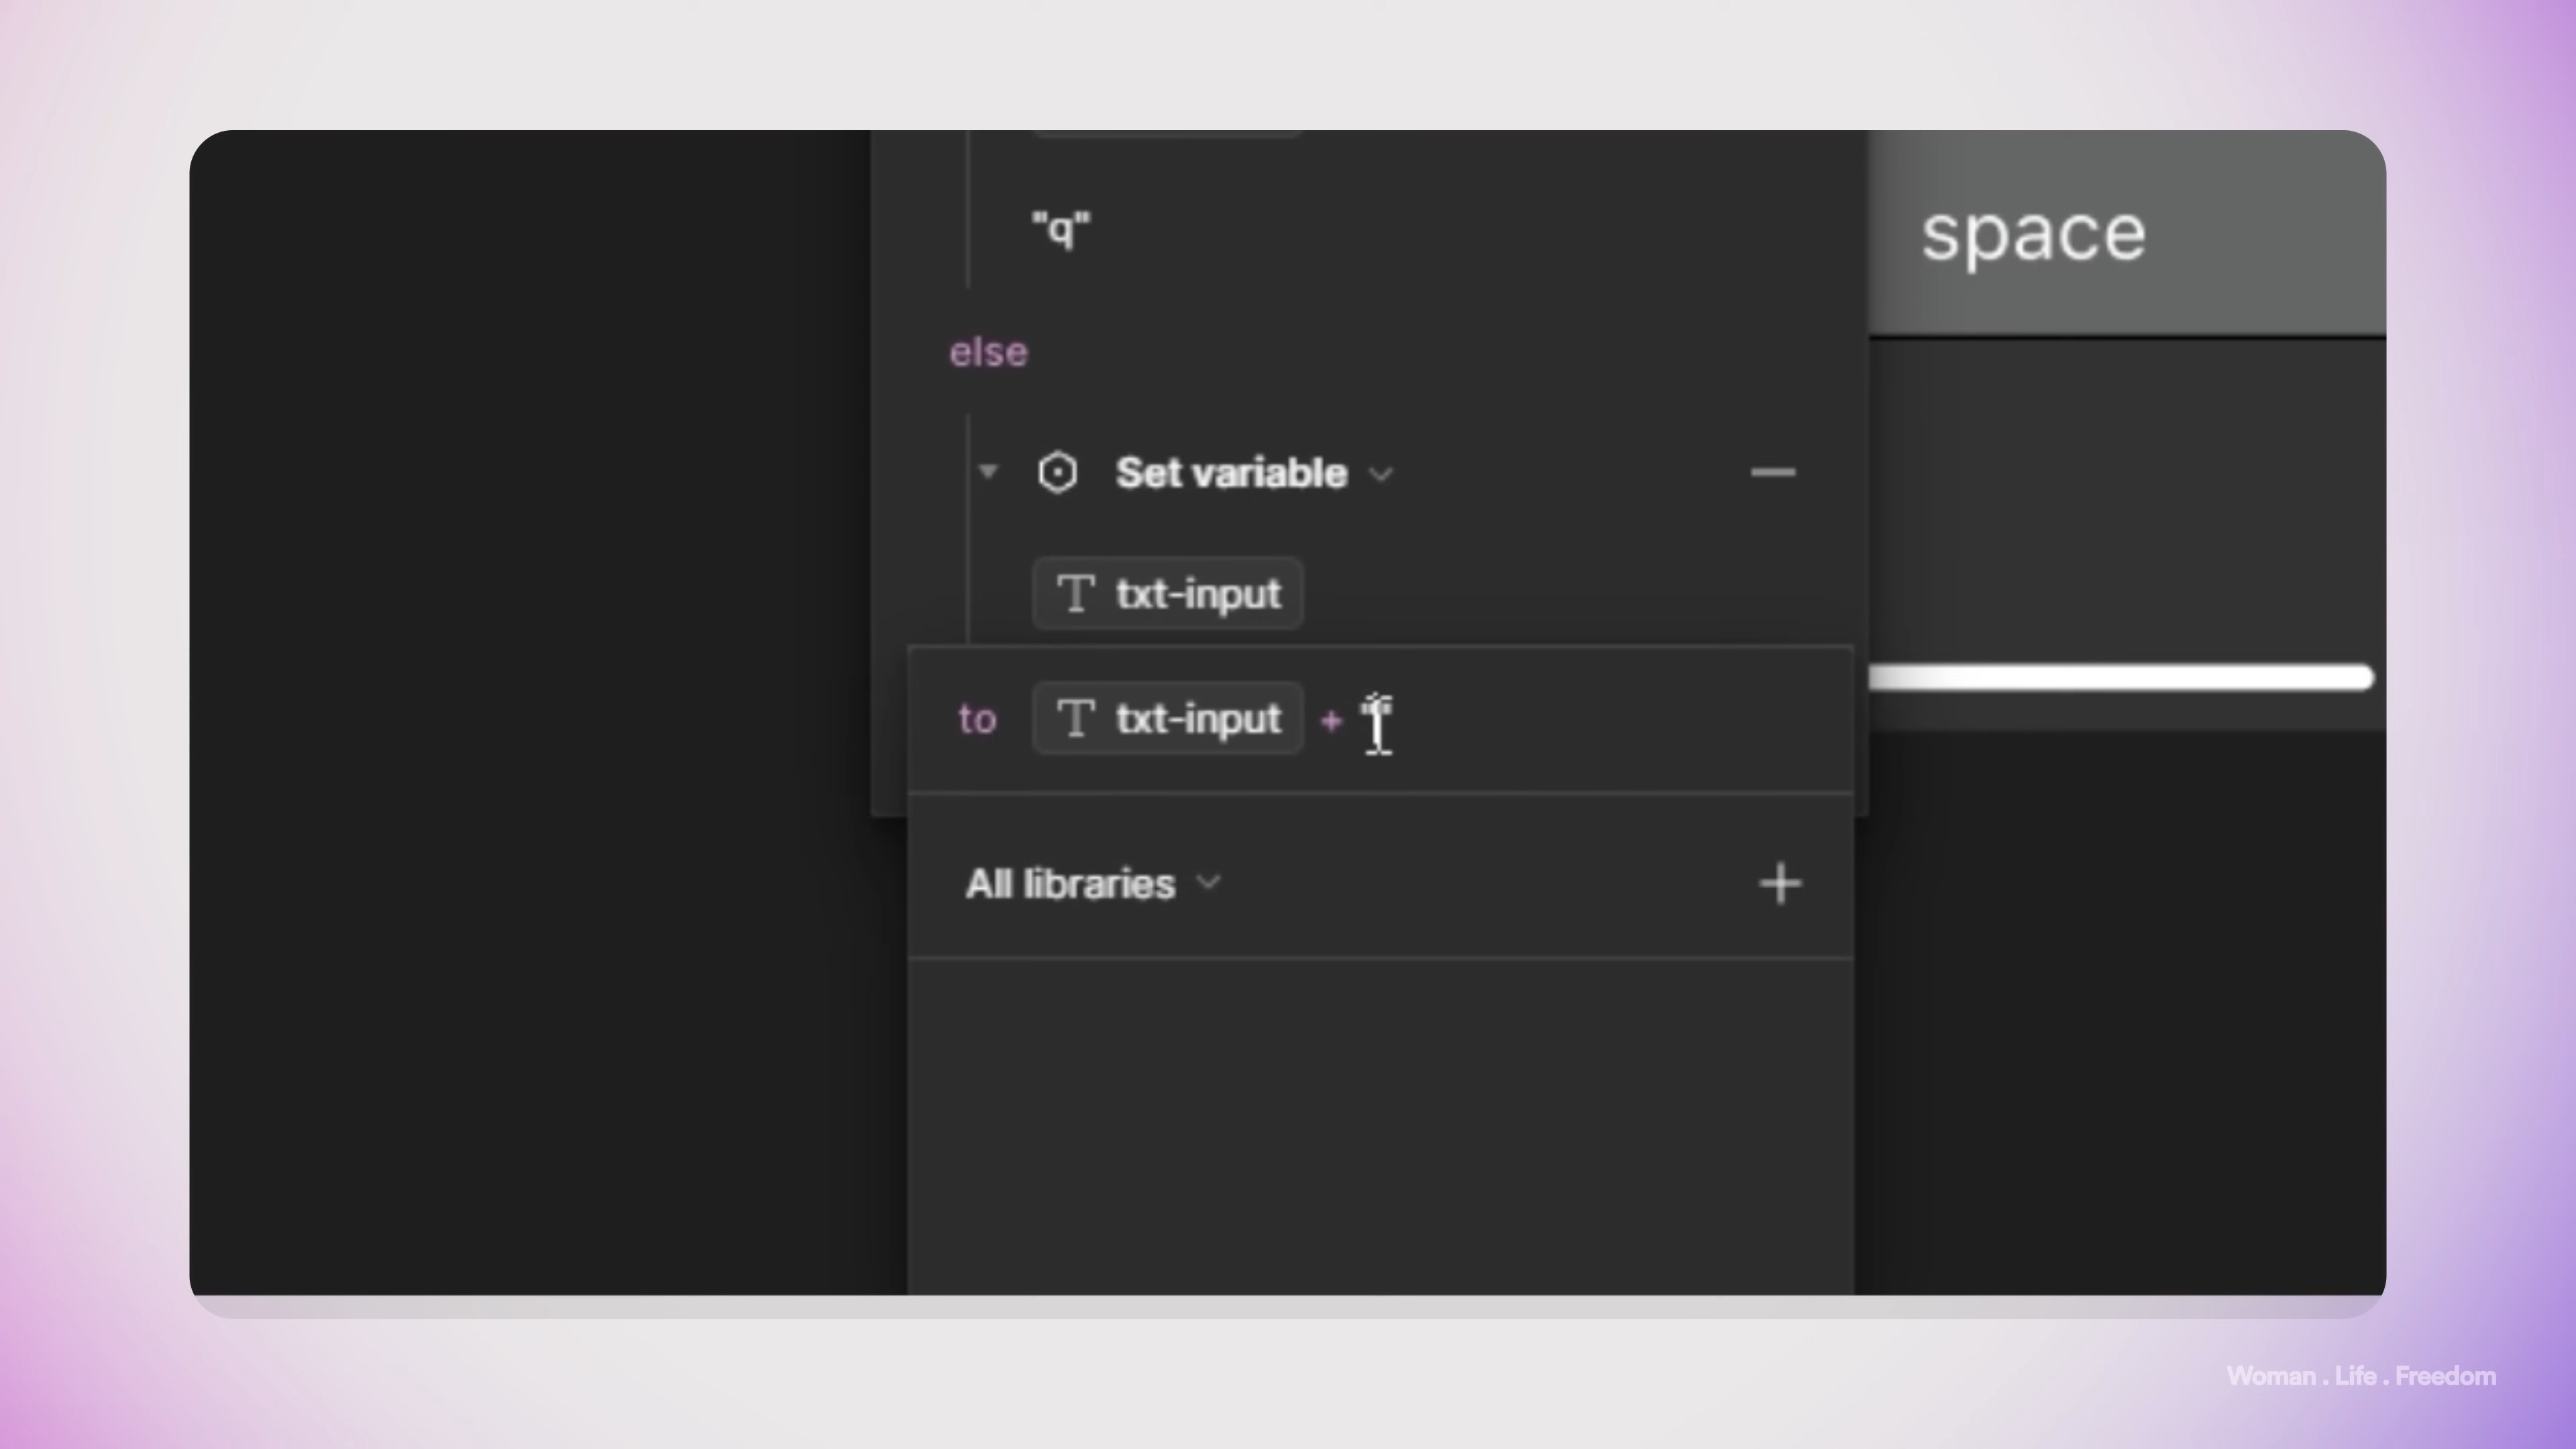 "q"
space
else
Set variable
txt-input
to txt-input + "
All libraries
Woman . Life . Freedom